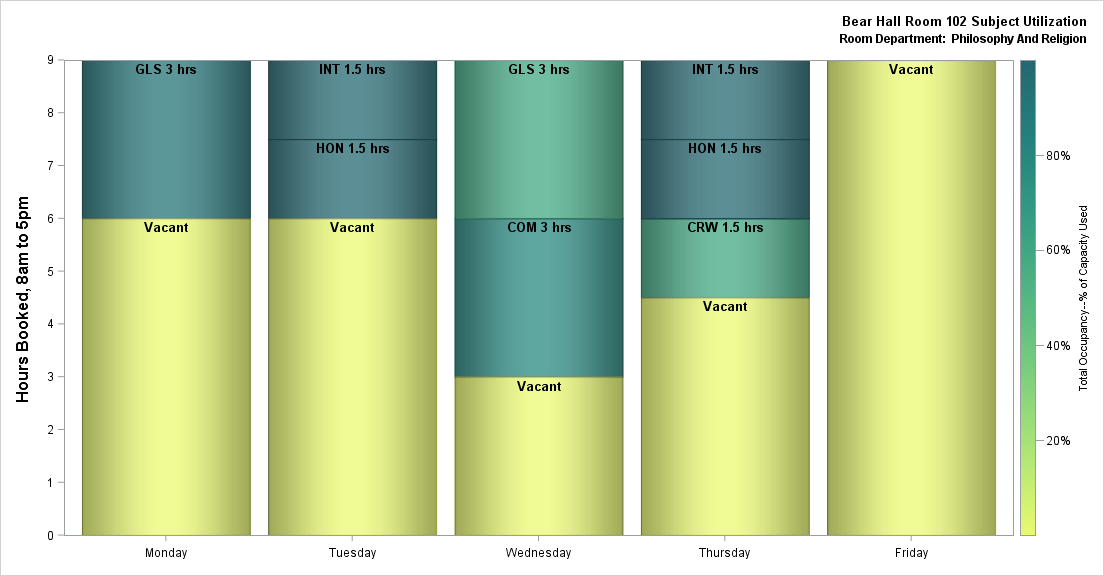 Bear Hall Room 102 Subject Utilization
Room Department: Philosophy And Religion
Hours Booked, 8am to 5pm
9
8
7
6
5
4
3
2
1
0
GLS 3 hrs
Vacant
INT 1.5 hrs
HON 1.5 hrs
Vacant
GLS 3 hrs
COM 3 hrs
Vacant
INT 1.5 hrs
HON 1.5 hrs
CRW 1.5 hrs
Vacant
Vacant
Monday
Tuesday
Wednesday
Thursday
Friday
80%
60%
40%
20%
Total Occupancy--% of Capacity Used